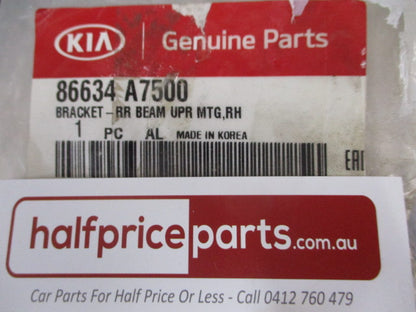 KIA Genuine Parts
86634 A7500
BRACKET-RR BEAM UPR MTG,RH
1 PC AL MADE IN KOREA
EAC
halfpriceparts.com.au
Car Parts For Half Price Or Less - Call 0412 760 479